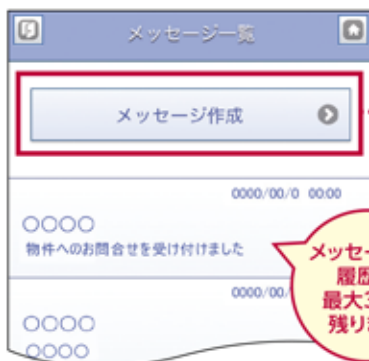 メッセージ一覧
メッセージ作成
0000/00/0 00:00
○○○○
物件へのお問合せを受け付けました
0000/00/
○○○○
○○○○
メッセー
履歴
最大3
残りま